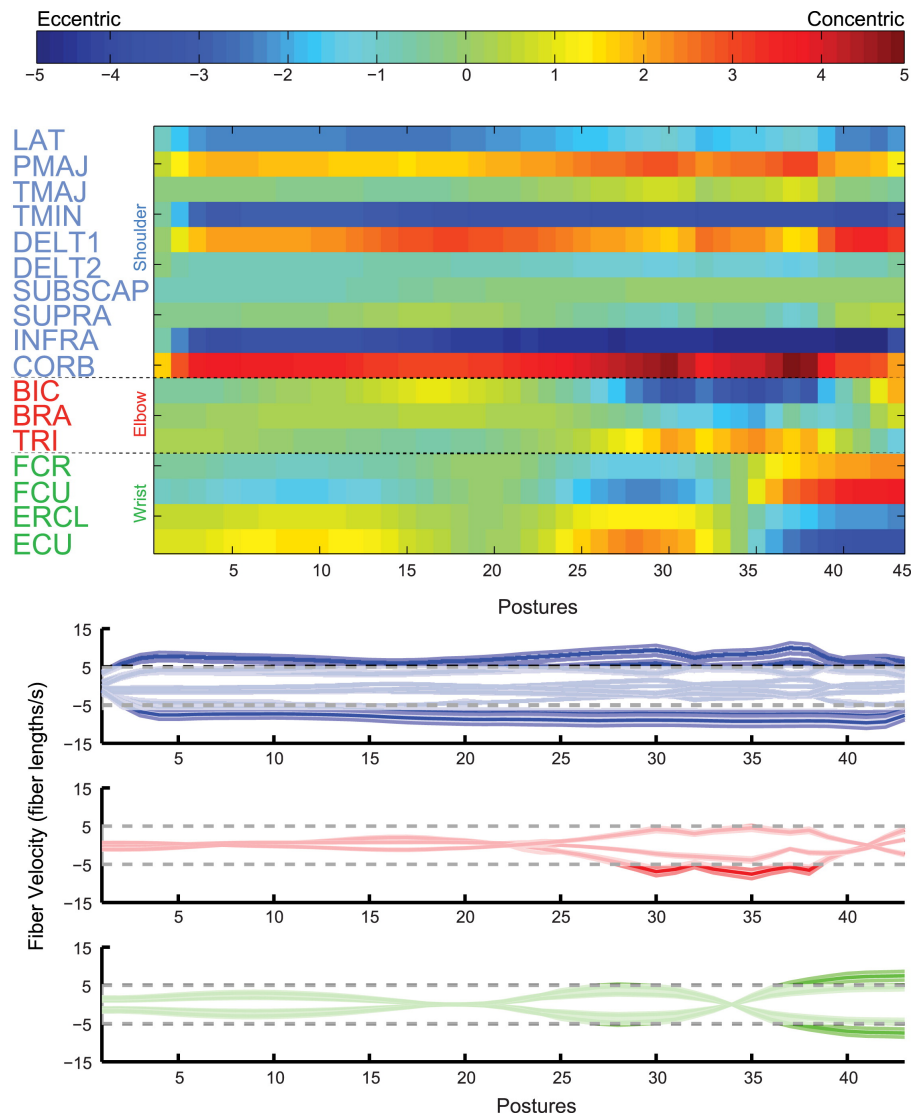 Eccentric Concentric
-5 -4 -3 -2 -1 0 1 2 3 4 5
LAT
PMAJ
TMAJ
TMIN
DELT1
DELT2
SUBSCAP
SUPRA
INFRA
CORB
BIC
BRA
TRI
FCR
FCU
ERCL
ECU
Shoulder
Elbow
Wrist
5 10 15 20 25 30 35 40 45
Postures
Fiber Velocity (fiber lengths/s)
15
5
−5
−15
5 10 15 20 25 30 35 40
15
5
−5
−15
5 10 15 20 25 30 35 40
15
5
−5
−15
5 10 15 20 25 30 35 40
Postures